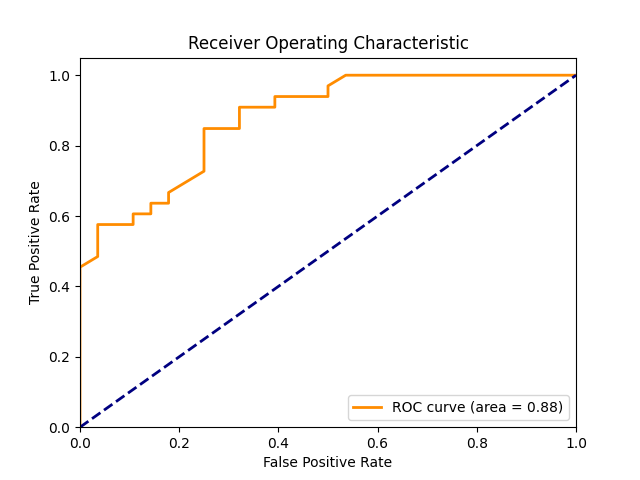 Receiver Operating Characteristic
1.0
0.8
0.6
0.4
0.2
0.0
True Positive Rate
0.0 0.2 0.4 0.6 0.8 1.0
False Positive Rate
ROC curve (area = 0.88)